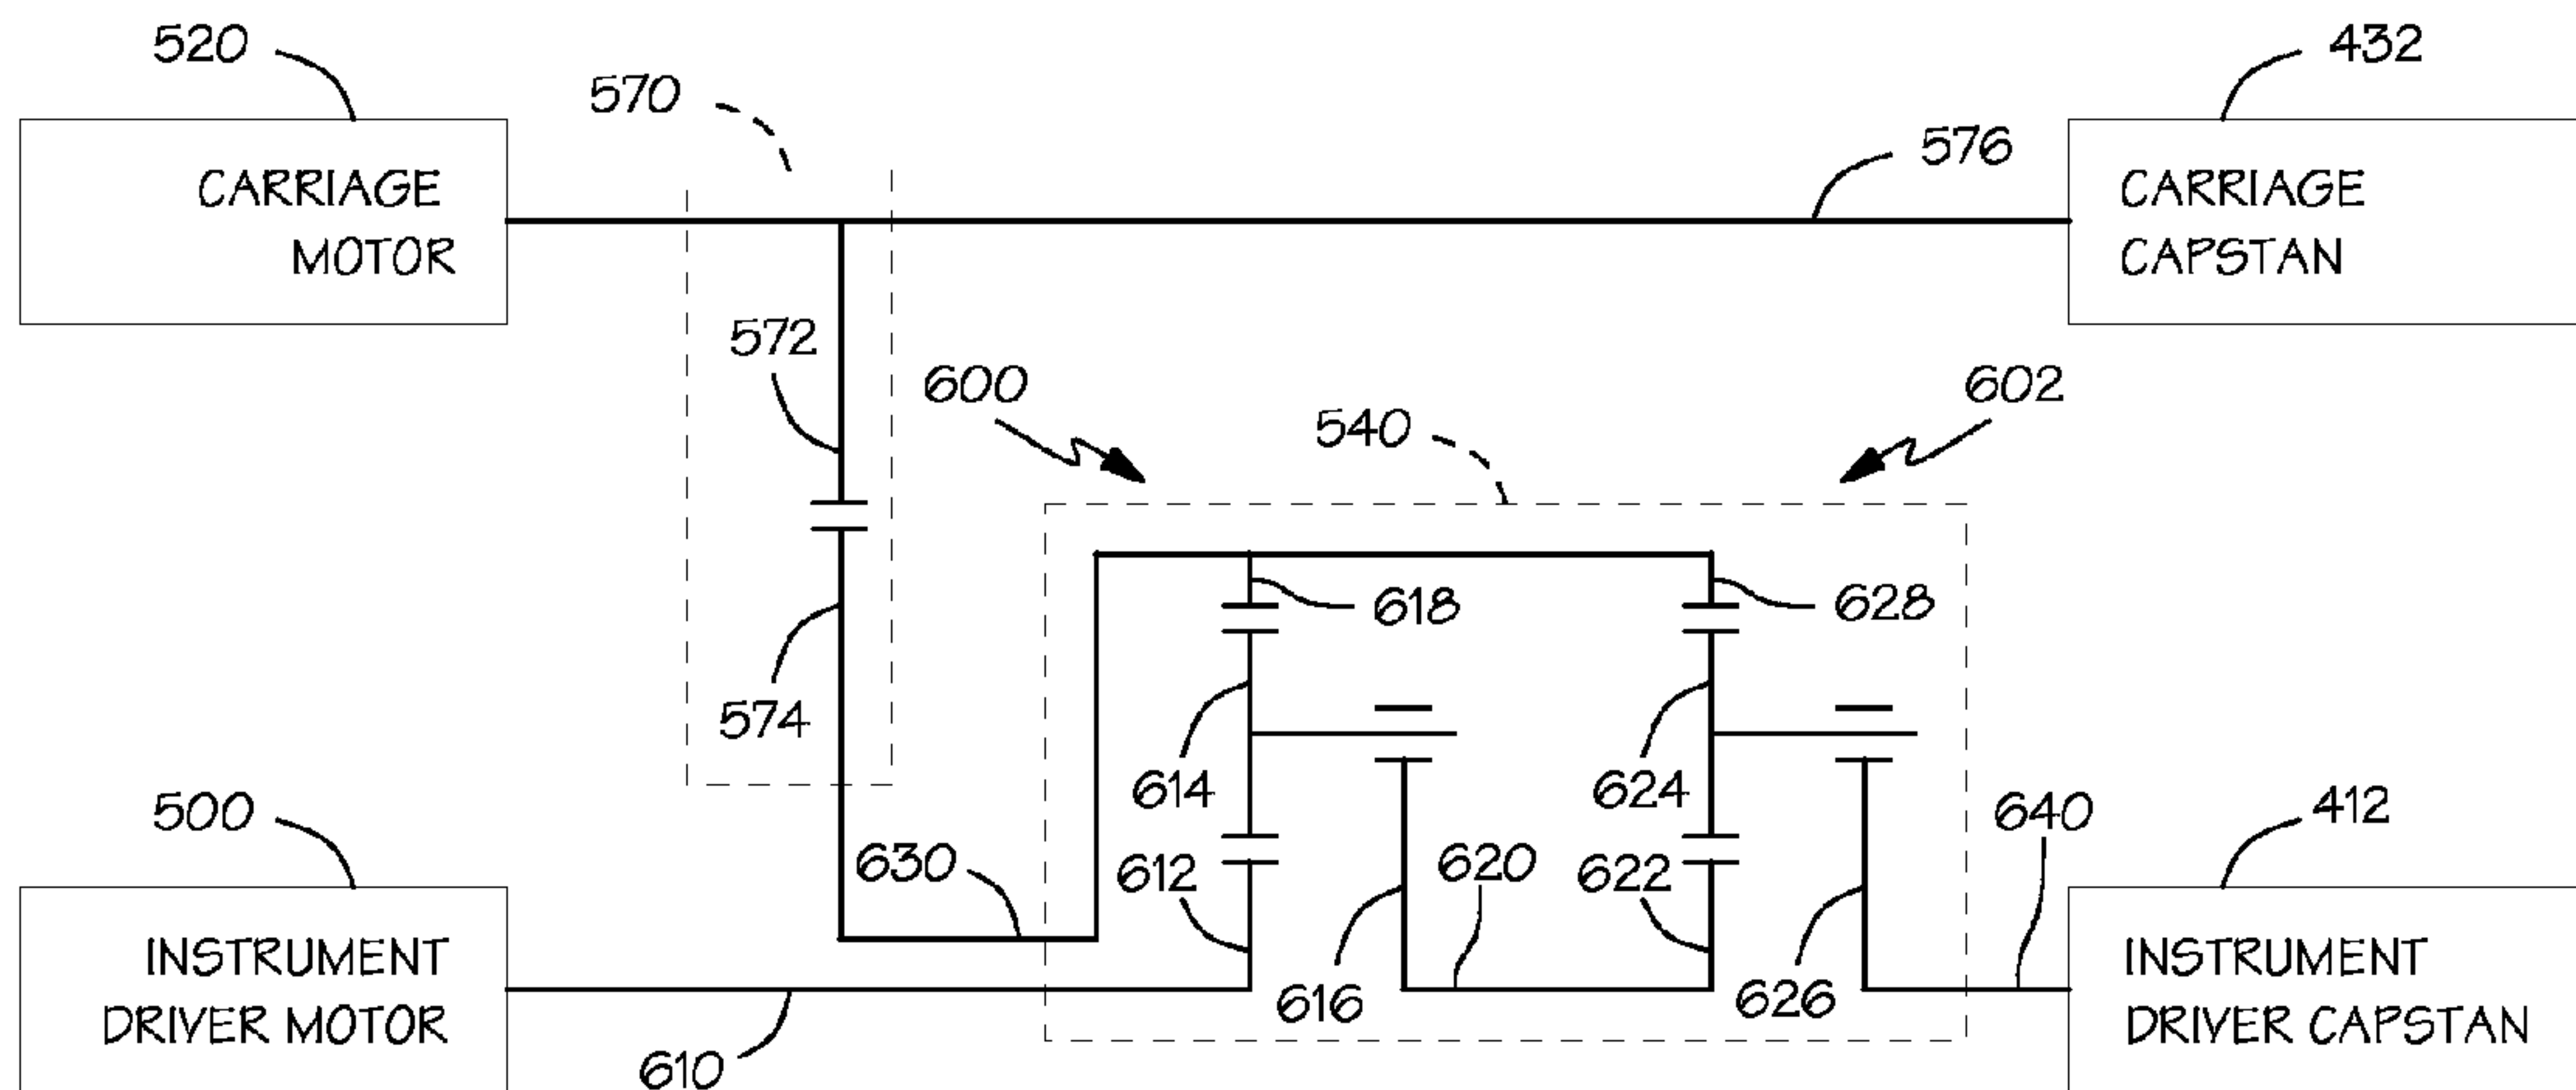 520
432
570
576
CARRIAGE
MOTOR
CARRIAGE
CAPSTAN
572
600
602
540
618
628
574
614
624
500
412
640
630
612
620
622
INSTRUMENT
DRIVER MOTOR
616
626
INSTRUMENT
DRIVER CAPSTAN
610